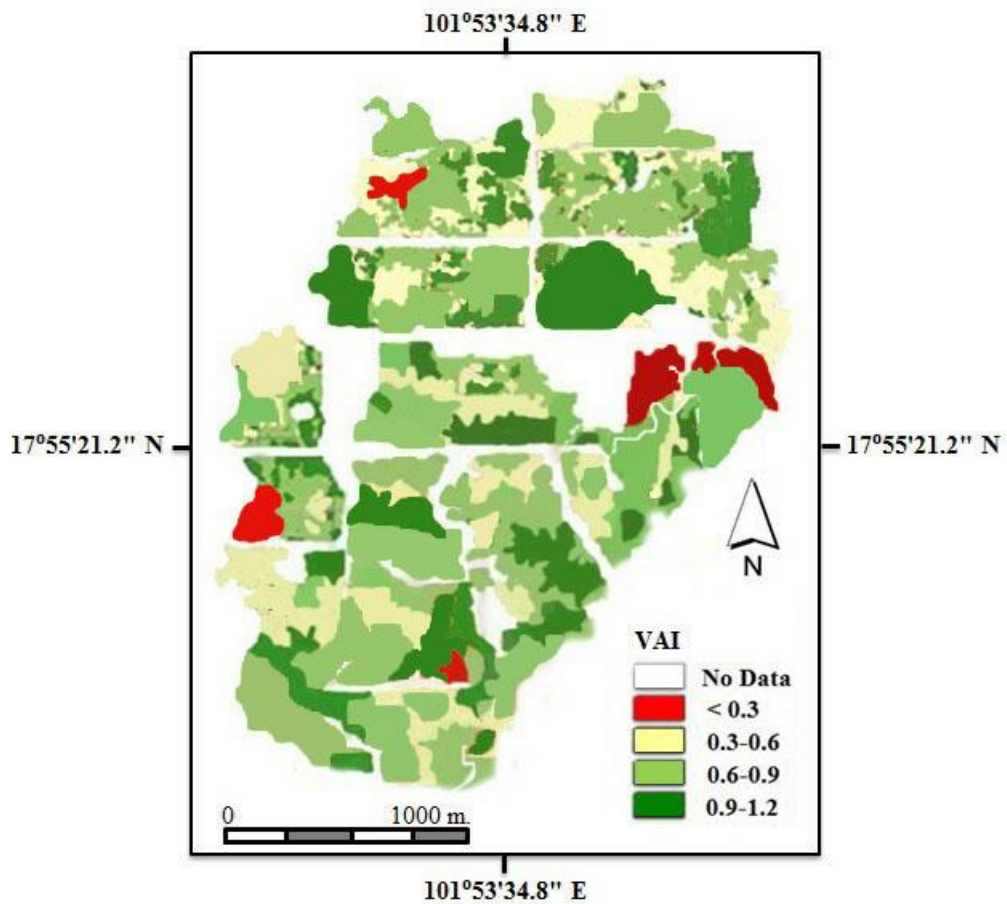 101°53'34.8" E
17°55'21.2" N
17°55'21.2" N
N
VAI
No Data
< 0.3
0.3-0.6
0.6-0.9
0.9-1.2
0 1000 m.
101°53'34.8" E